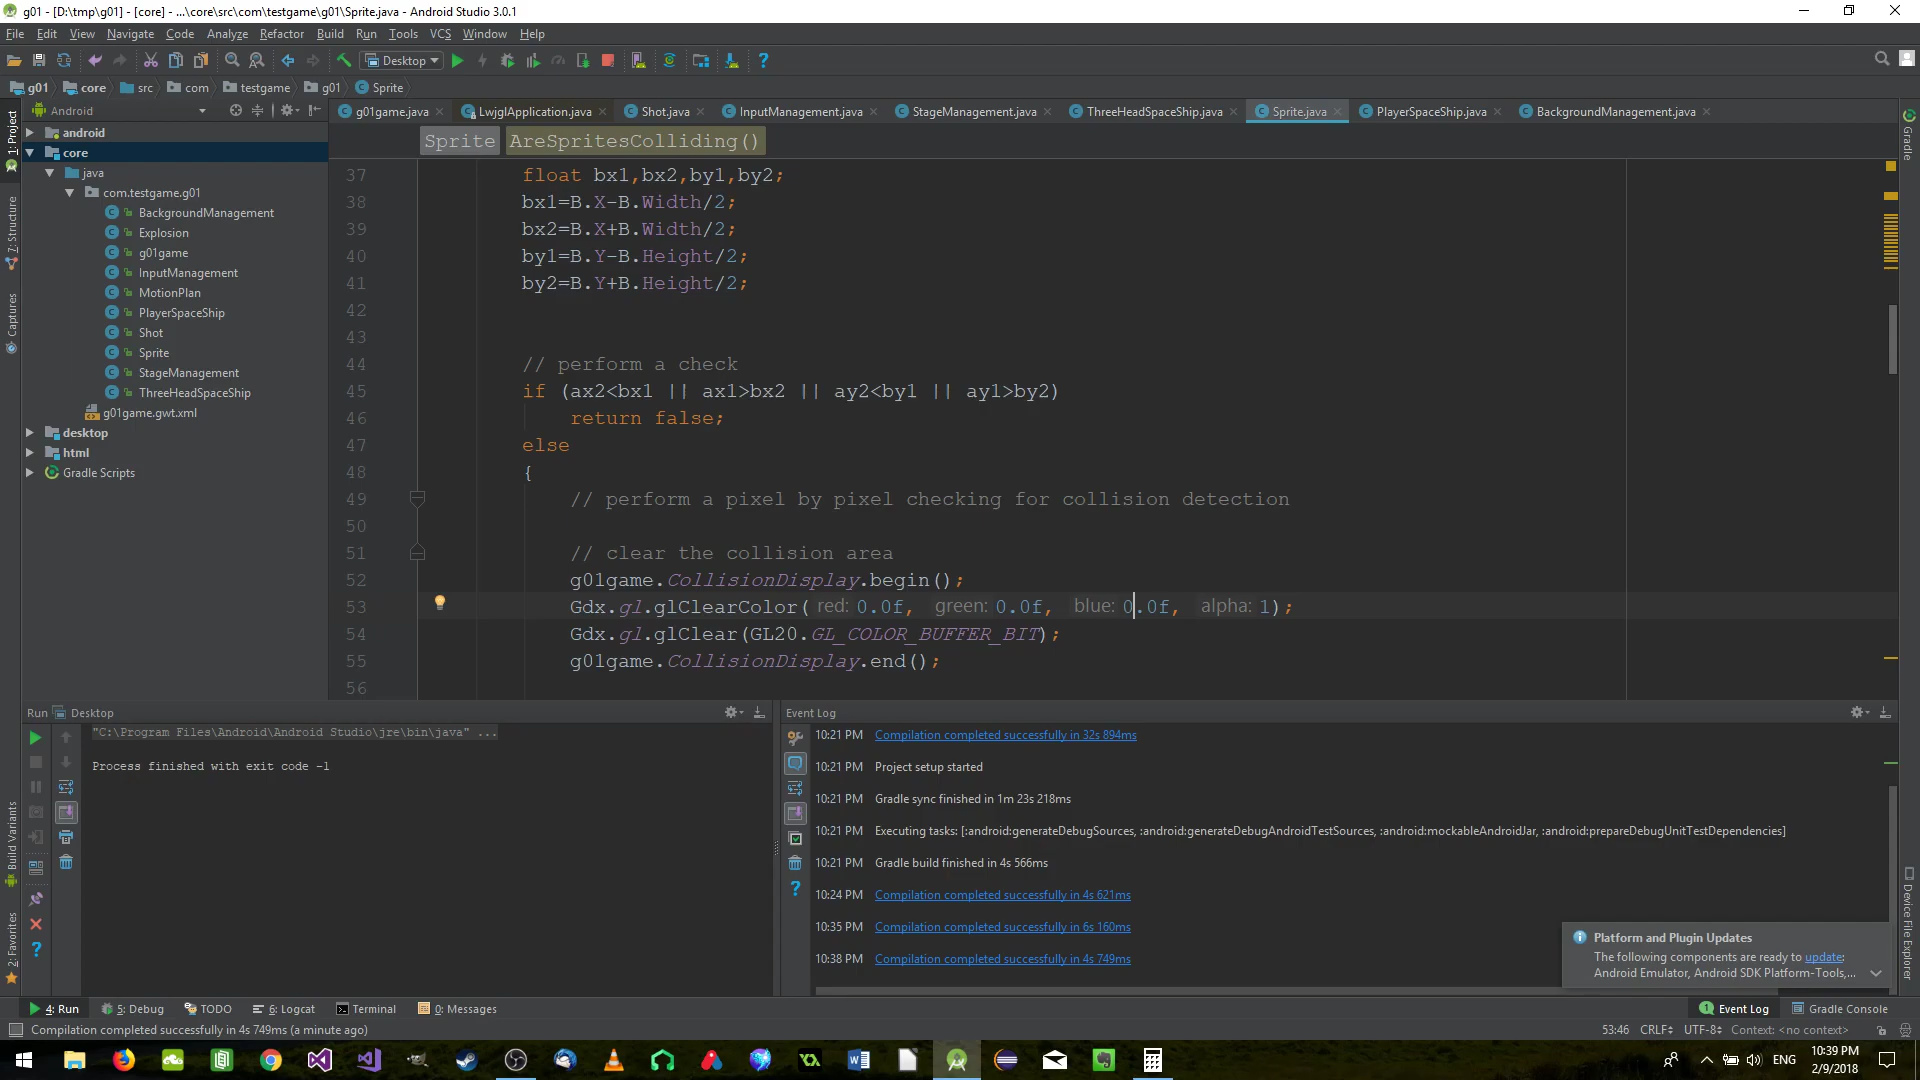 g01 - [D:\tmp\g01] - [core] - ...\core\src\com\testgame\g01\Sprite.java - Android Studio 3.0.1
File Edit View Navigate Code Analyze Refactor Build Run Tools VCS Window Help
Desktop
g01 core src com testgame g01 Sprite
Android
g01game.java LwjglApplication.java Shot.java InputManagement.java StageManagement.java ThreeHeadSpaceShip.java Sprite.java PlayerSpaceShip.java BackgroundManagement.java
Sprite AreSpritesColliding()
1: Project
7: Structure
Captures
Build Variants
2: Favorites
android
core
java
com.testgame.g01
BackgroundManagement
Explosion
g01game
InputManagement
MotionPlan
PlayerSpaceShip
Shot
Sprite
StageManagement
ThreeHeadSpaceShip
g01game.gwt.xml
desktop
html
Gradle Scripts
37 float bx1,bx2,by1,by2;
38 bx1=B.X-B.Width/2;
39 bx2=B.X+B.Width/2;
40 by1=B.Y-B.Height/2;
41 by2=B.Y+B.Height/2;
42
43
44 // perform a check
45 if (ax2<bx1 || ax1>bx2 || ay2<by1 || ay1>by2)
46 return false;
47 else
48 {
49 // perform a pixel by pixel checking for collision detection
50
51 // clear the collision area
52 g01game.CollisionDisplay.begin();
53 Gdx.gl.glClearColor( red: 0.0f, green: 0.0f, blue: 0.0f, alpha: 1);
54 Gdx.gl.glClear(GL20.GL_COLOR_BUFFER_BIT);
55 g01game.CollisionDisplay.end();
56
Gradle
Device File Explorer
Run Desktop
"C:\Program Files\Android\Android Studio\jre\bin\java" ...
Process finished with exit code -1
Event Log
10:21 PM Compilation completed successfully in 32s 894ms
10:21 PM Project setup started
10:21 PM Gradle sync finished in 1m 23s 218ms
10:21 PM Executing tasks: [:android:generateDebugSources, :android:generateDebugAndroidTestSources, :android:mockableAndroidJar, :android:prepareDebugUnitTestDependencies]
10:21 PM Gradle build finished in 4s 566ms
10:24 PM Compilation completed successfully in 4s 621ms
10:35 PM Compilation completed successfully in 6s 160ms
10:38 PM Compilation completed successfully in 4s 749ms
Platform and Plugin Updates
The following components are ready to update:
Android Emulator, Android SDK Platform-Tools,...
4: Run 5: Debug TODO 6: Logcat Terminal 0: Messages 1 Event Log Gradle Console
Compilation completed successfully in 4s 749ms (a minute ago) 53:46 CRLF UTF-8 Context: <no context>
ENG 10:39 PM
2/9/2018